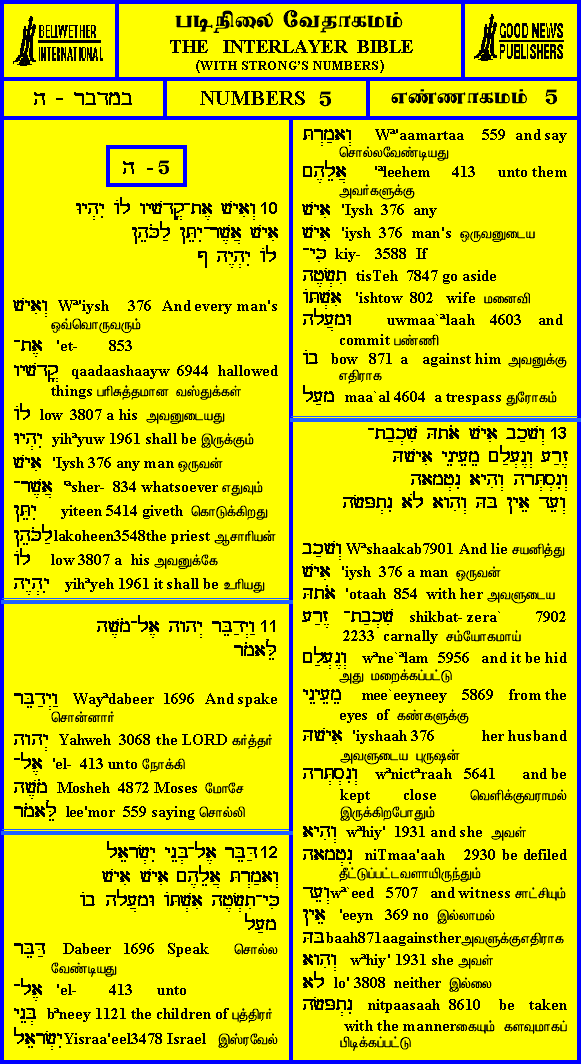 BELLWETHER
INTERNATIONAL
படிநிலை வேதாகமம்
THE INTERLAYER BIBLE
(WITH STRONG'S NUMBERS)
GOOD NEWS
PUBLISHERS
במדבר - ה
NUMBERS 5
எண்ணாகமம் 5
ה - 5
10 וְאִישׁ אֶת־קֳדָשָׁיו לוֹ יִהְיוּ
אִישׁ אֲשֶׁר־יִתֵּן לַכֹּהֵן
לוֹ יִהְיֶה פ
וְאִישׁ Wª'iysh 376 And every man's
ஒவ்வொருவரும்
אֶת־ 'et- 853
קֳדָשָׁיו qaadaashaayw 6944 hallowed
things பரிசுத்தமான வஸ்துக்கள்
לוֹ low 3807 a his அவனுடையது
יִהְיוּ yihªyuw 1961 shall be இருக்கும்
אִישׁ 'Iysh 376 any man ஒருவன்
אֲשֶׁר־ 'ªsher- 834 whatsoever எதுவும்
יִתֵּן yiteen 5414 giveth கொடுக்கிறது
לַכֹּהֵן lakoheen3548the priest ஆசாரியன்
לוֹ low 3807 a his அவனுக்கே
יִהְיֶה yihªyeh 1961 it shall be உரியது
11 וַיְדַבֵּר יְהוָה אֶל־מֹשֶׁה
לֵּאמֹר
וַיְדַבֵּר Wayªdabeer 1696 And spake
சொன்னார்
יְהוָה Yahweh 3068 the LORD கர்த்தர்
אֶל־ 'el- 413 unto நோக்கி
מֹשֶׁה Mosheh 4872 Moses மோசே
לֵּאמֹר lee'mor 559 saying சொல்லி
12 דַּבֵּר אֶל־בְּנֵי יִשְׂרָאֵל
וְאָמַרְתָּ אֲלֵהֶם אִישׁ אִישׁ
כִּי־תִשְׂטֶה אִשְׁתּוֹ וּמָעֲלָה בוֹ
מָעַל
דַּבֵּר Dabeer 1696 Speak சொல்ல
வேண்டியது
אֶל־ 'el- 413 unto
בְּנֵי bªneey 1121 the children of புத்திரர்
יִשְׂרָאֵל Yisraa'eel3478 Israel இஸ்ரவேல்
וְאָמַרְתָּ Wª'aamartaa 559 and say
சொல்லவேண்டியது
אֲלֵהֶם 'ªleehem 413 unto them
அவர்களுக்கு
אִישׁ 'Iysh 376 any
אִישׁ 'iysh 376 man's ஒருவனுடைய
כִּי־ kiy- 3588 If
תִשְׂטֶה tisTeh 7847 go aside
אִשְׁתּוֹ 'ishtow 802 wife மனைவி
וּמָעֲלָה uwmaa`ªlaah 4603 and
commit பண்ணி
בוֹ bow 871 a against him அவனுக்கு
எதிராக
מָעַל maa`al 4604 a trespass துரோகம்
13 וְשָׁכַב אִישׁ אֹתָהּ שִׁכְבַת־
זֶרַע וְנֶעְלַם מֵעֵינֵי אִישָׁהּ
וְנִסְתְּרָה וְהִיא נִטְמָאָה
וְעֵד אֵין בָּהּ וְהִוא לֹא נִתְפָּשָׂה
וְשָׁכַב Wªshaakab7901 And lie சயனித்து
אִישׁ 'iysh 376 a man ஒருவன்
אֹתָהּ 'otaah 854 with her அவளுடைய
שִׁכְבַת־ זֶרַע shikbat- zera` 7902
2233 carnally சம்யோகமாய்
וְנֶעְלַם wªne`ªlam 5956 and it be hid
அது மறைக்கப்பட்டு
מֵעֵינֵי mee`eeyneey 5869 from the
eyes of கண்களுக்கு
אִישָׁהּ 'iyshaah 376 her husband
அவளுடைய புருஷன்
וְנִסְתְּרָה wªnictªraah 5641 and be
kept close வெளிக்குவராமல்
இருக்கிறபோதும்
וְהִיא wªhiy' 1931 and she அவள்
נִטְמָאָה niTmaa'aah 2930 be defiled
தீட்டுப்பட்டவளாயிருந்தும்
וְעֵד wª`eed 5707 and witness சாட்சியும்
אֵין 'eeyn 369 no இல்லாமல்
בָּהּ baah871aagainsther அவளுக்குஎதிராக
וְהִוא wªhiy' 1931 she அவள்
לֹא lo' 3808 neither இல்லை
נִתְפָּשָׂה nitpaasaah 8610 be taken
with the mannerகையும் களவுமாகப்
பிடிக்கப்பட்டு